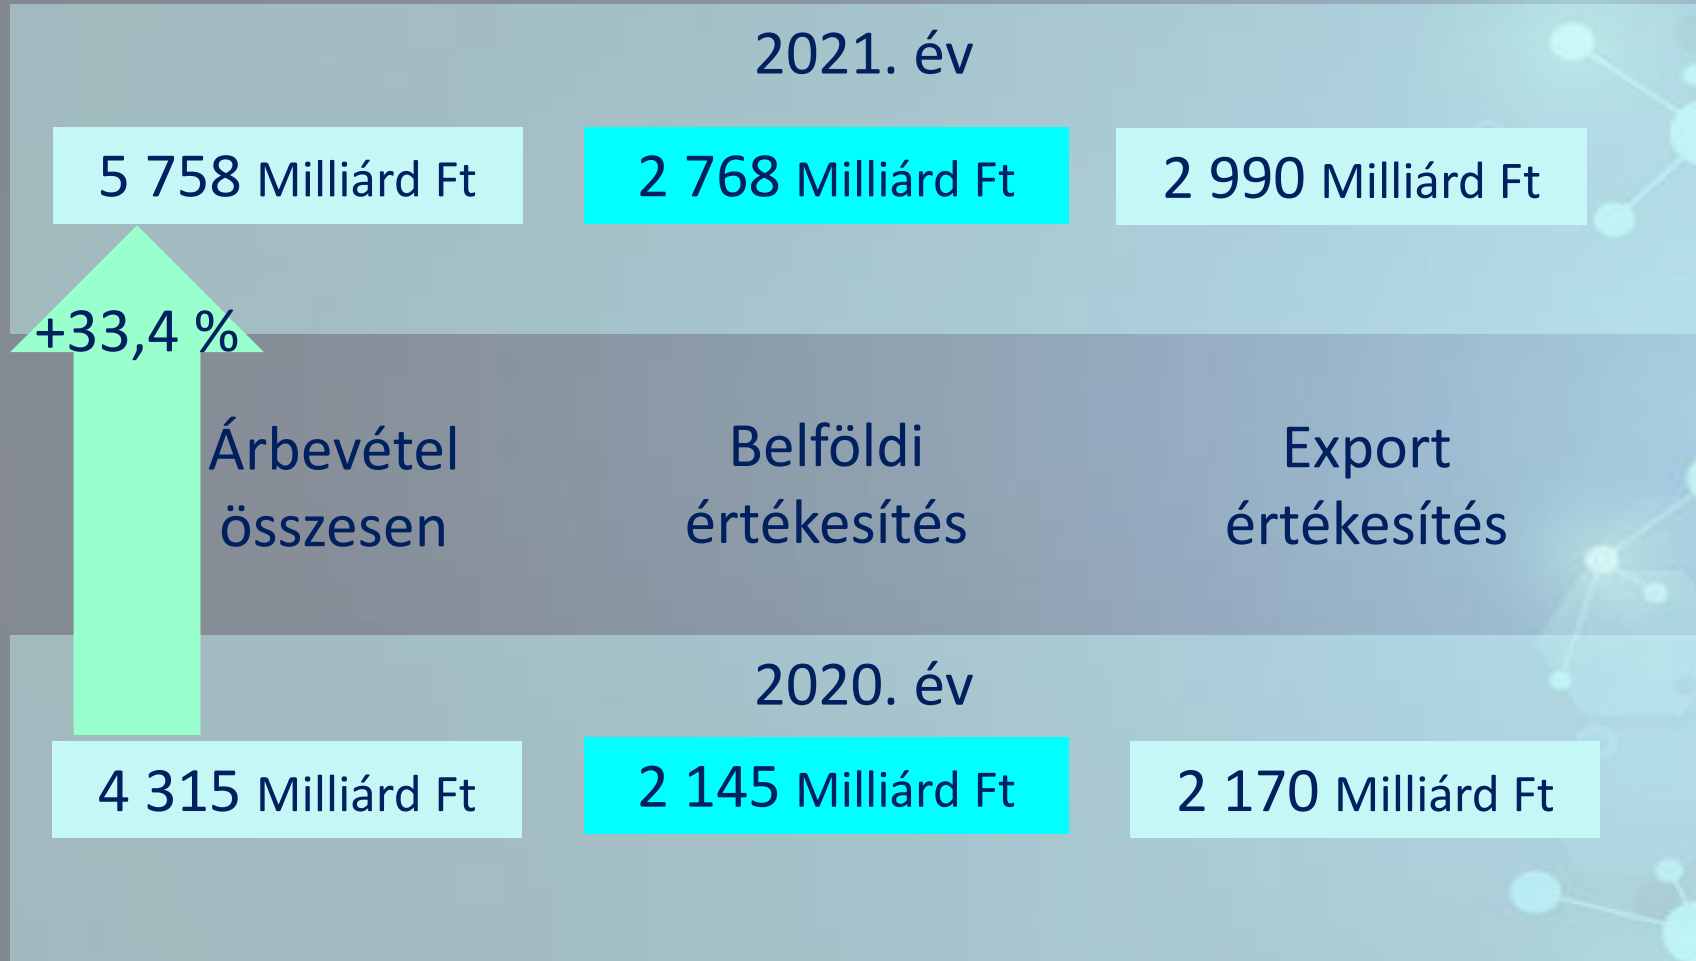 2021. év
5 758 Milliárd Ft
2 768 Milliárd Ft
2 990 Milliárd Ft
+33,4 %
Árbevétel
összesen
Belföldi
értékesítés
Export
értékesítés
2020. év
4 315 Milliárd Ft
2 145 Milliárd Ft
2 170 Milliárd Ft